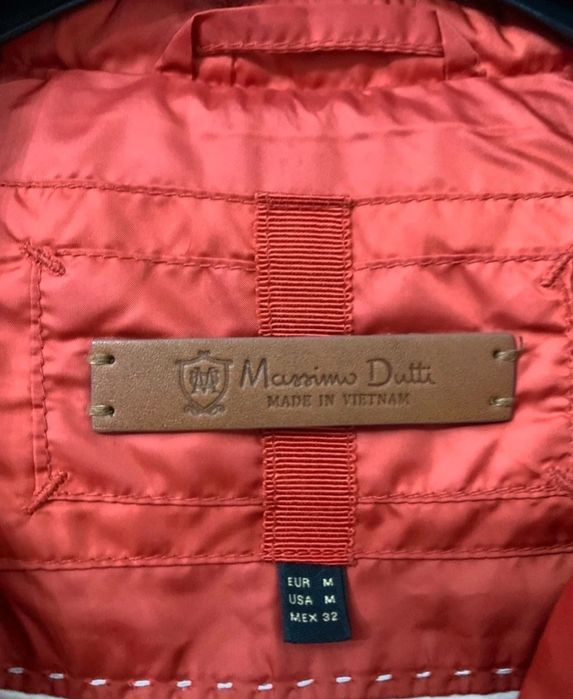 Massimo Dutti
MADE IN VIETNAM
EUR M
USA M
MEX 32